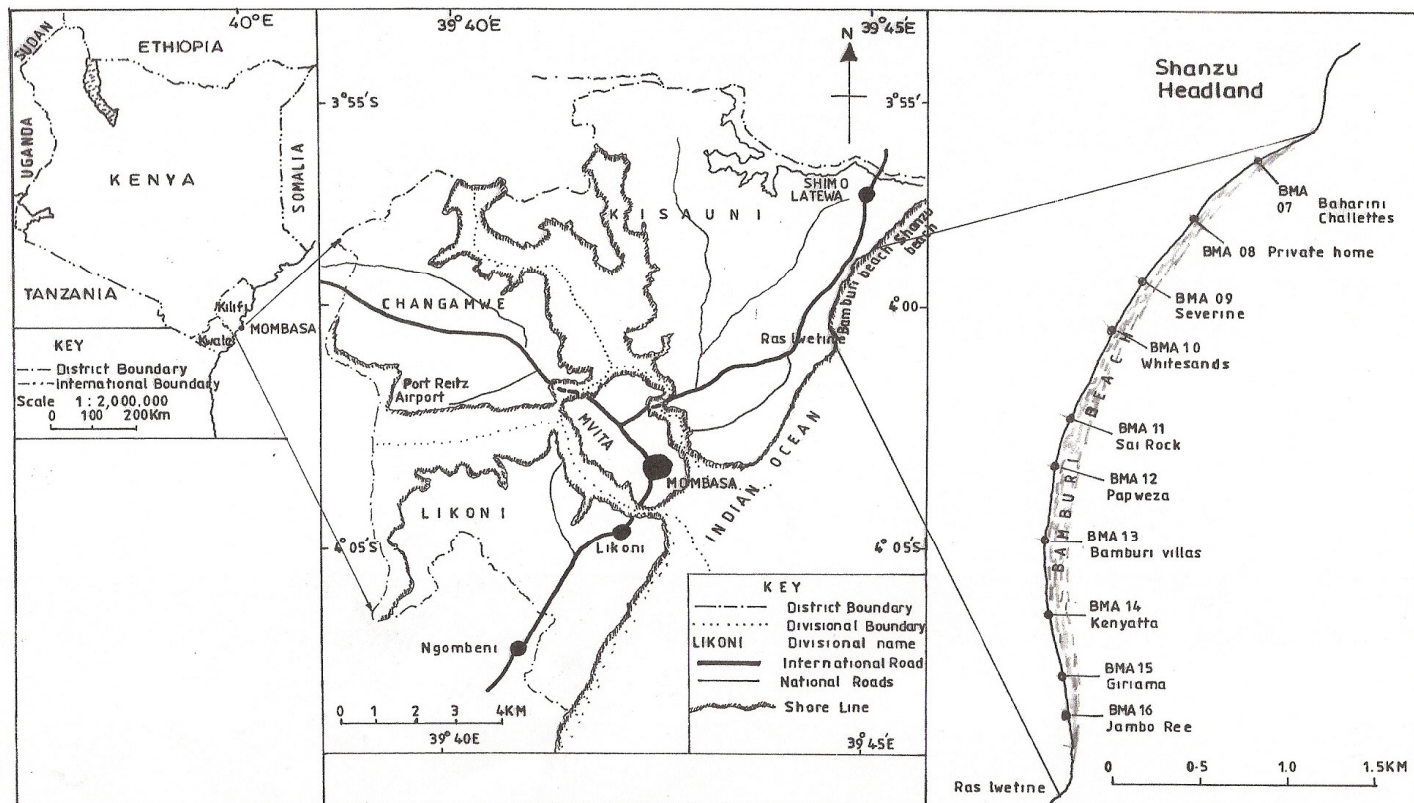 40°E
SUDAN
ETHIOPIA
UGANDA
KENYA
SOMALIA
TANZANIA
Kilifi
MOMBASA
Kwale
KEY
District Boundary
International Boundary
Scale 1 : 2,000,000
0 100 200Km
39°40'E
39°45'E
N
3°55'S
3°55'
KISAUNI
SHIMO
LATEWA
Shanzu
beach
Bamburi beach
CHANGAMWE
4°00'
Ras Iwetine
Port Reitz
Airport
MVITA
MOMBASA
INDIAN OCEAN
LIKONI
4°05'S
Likoni
4°05'S
Ngombeni
KEY
District Boundary
Divisional Boundary
LIKONI Divisional name
International Road
National Roads
Shore Line
0 1 2 3 4KM
39°40'E
39°45'E
Shanzu
Headland
BMA
07 Baharini
Challettes
BMA 08 Private home
BMA 09
Severine
BMA 10
Whitesands
BMA 11
Sai Rock
BMA 12
Papweza
BAMBURI BEACH
BMA 13
Bamburi villas
BMA 14
Kenyatta
BMA 15
Giriama
BMA 16
Jambo Ree
Ras Iwetine
0 0·5 1.0 1.5KM